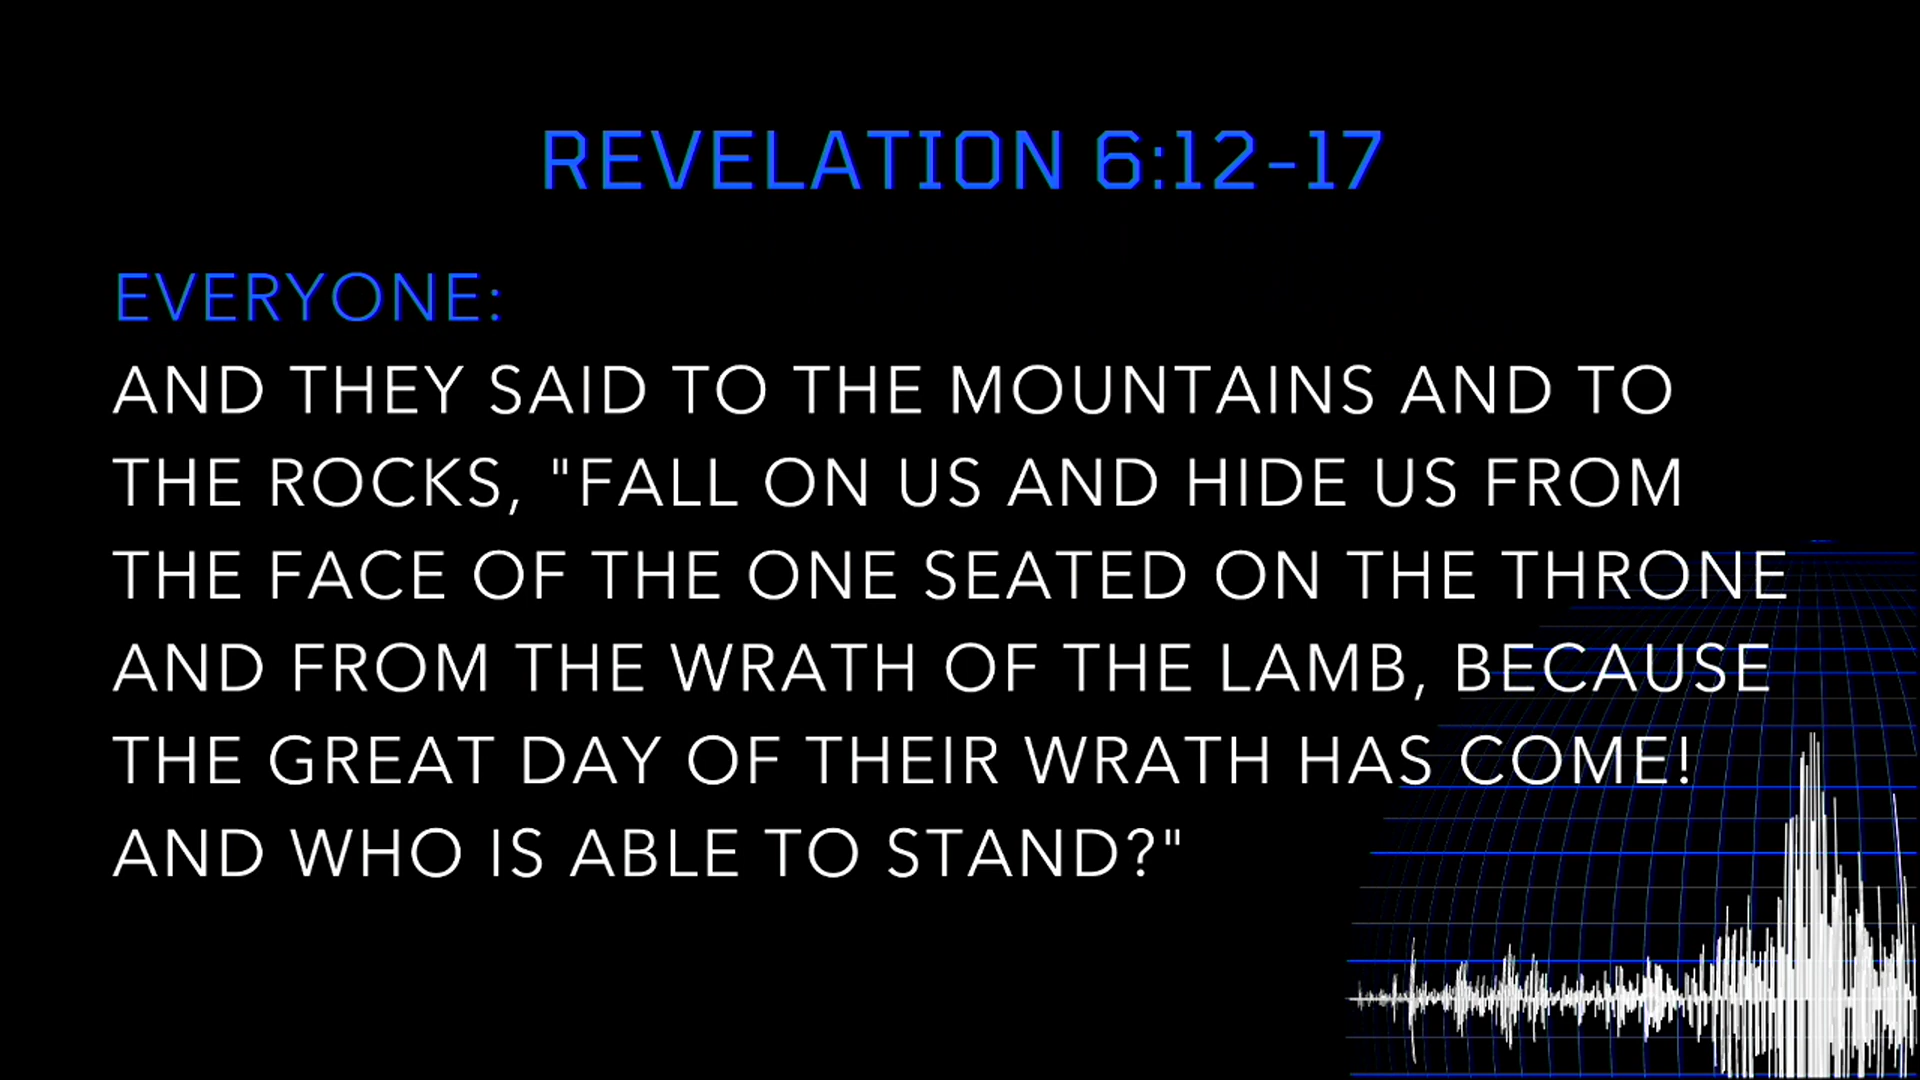 REVELATION 6:12-17
EVERYONE:
AND THEY SAID TO THE MOUNTAINS AND TO
THE ROCKS, "FALL ON US AND HIDE US FROM
THE FACE OF THE ONE SEATED ON THE THRONE
AND FROM THE WRATH OF THE LAMB, BECAUSE
THE GREAT DAY OF THEIR WRATH HAS COME!
AND WHO IS ABLE TO STAND?"